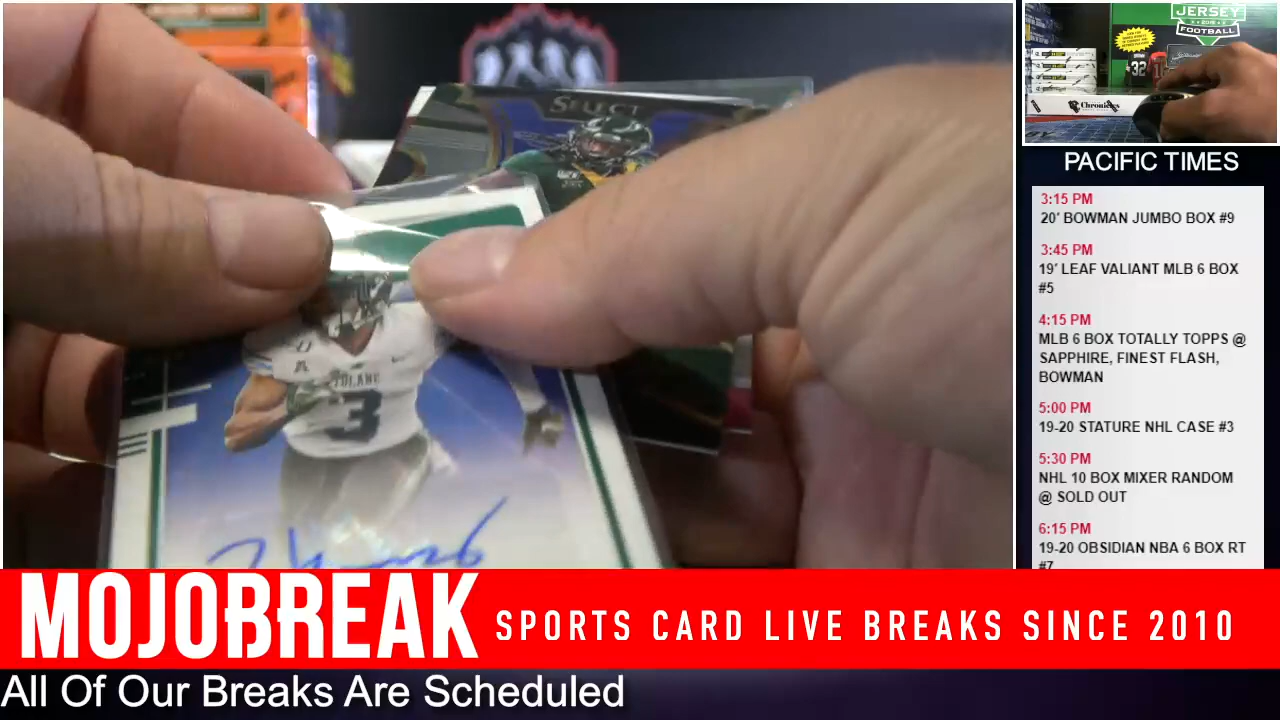 SELECT
TULANE
3
JERSEY
2019
FOOTBALL
32
Chronicles
PACIFIC TIMES
3:15 PM
20' BOWMAN JUMBO BOX #9
3:45 PM
19' LEAF VALIANT MLB 6 BOX
#5
4:15 PM
MLB 6 BOX TOTALLY TOPPS @
SAPPHIRE, FINEST FLASH,
BOWMAN
5:00 PM
19-20 STATURE NHL CASE #3
5:30 PM
NHL 10 BOX MIXER RANDOM
@ SOLD OUT
6:15 PM
19-20 OBSIDIAN NBA 6 BOX RT
#7
MOJOBREAK SPORTS CARD LIVE BREAKS SINCE 2010
All Of Our Breaks Are Scheduled